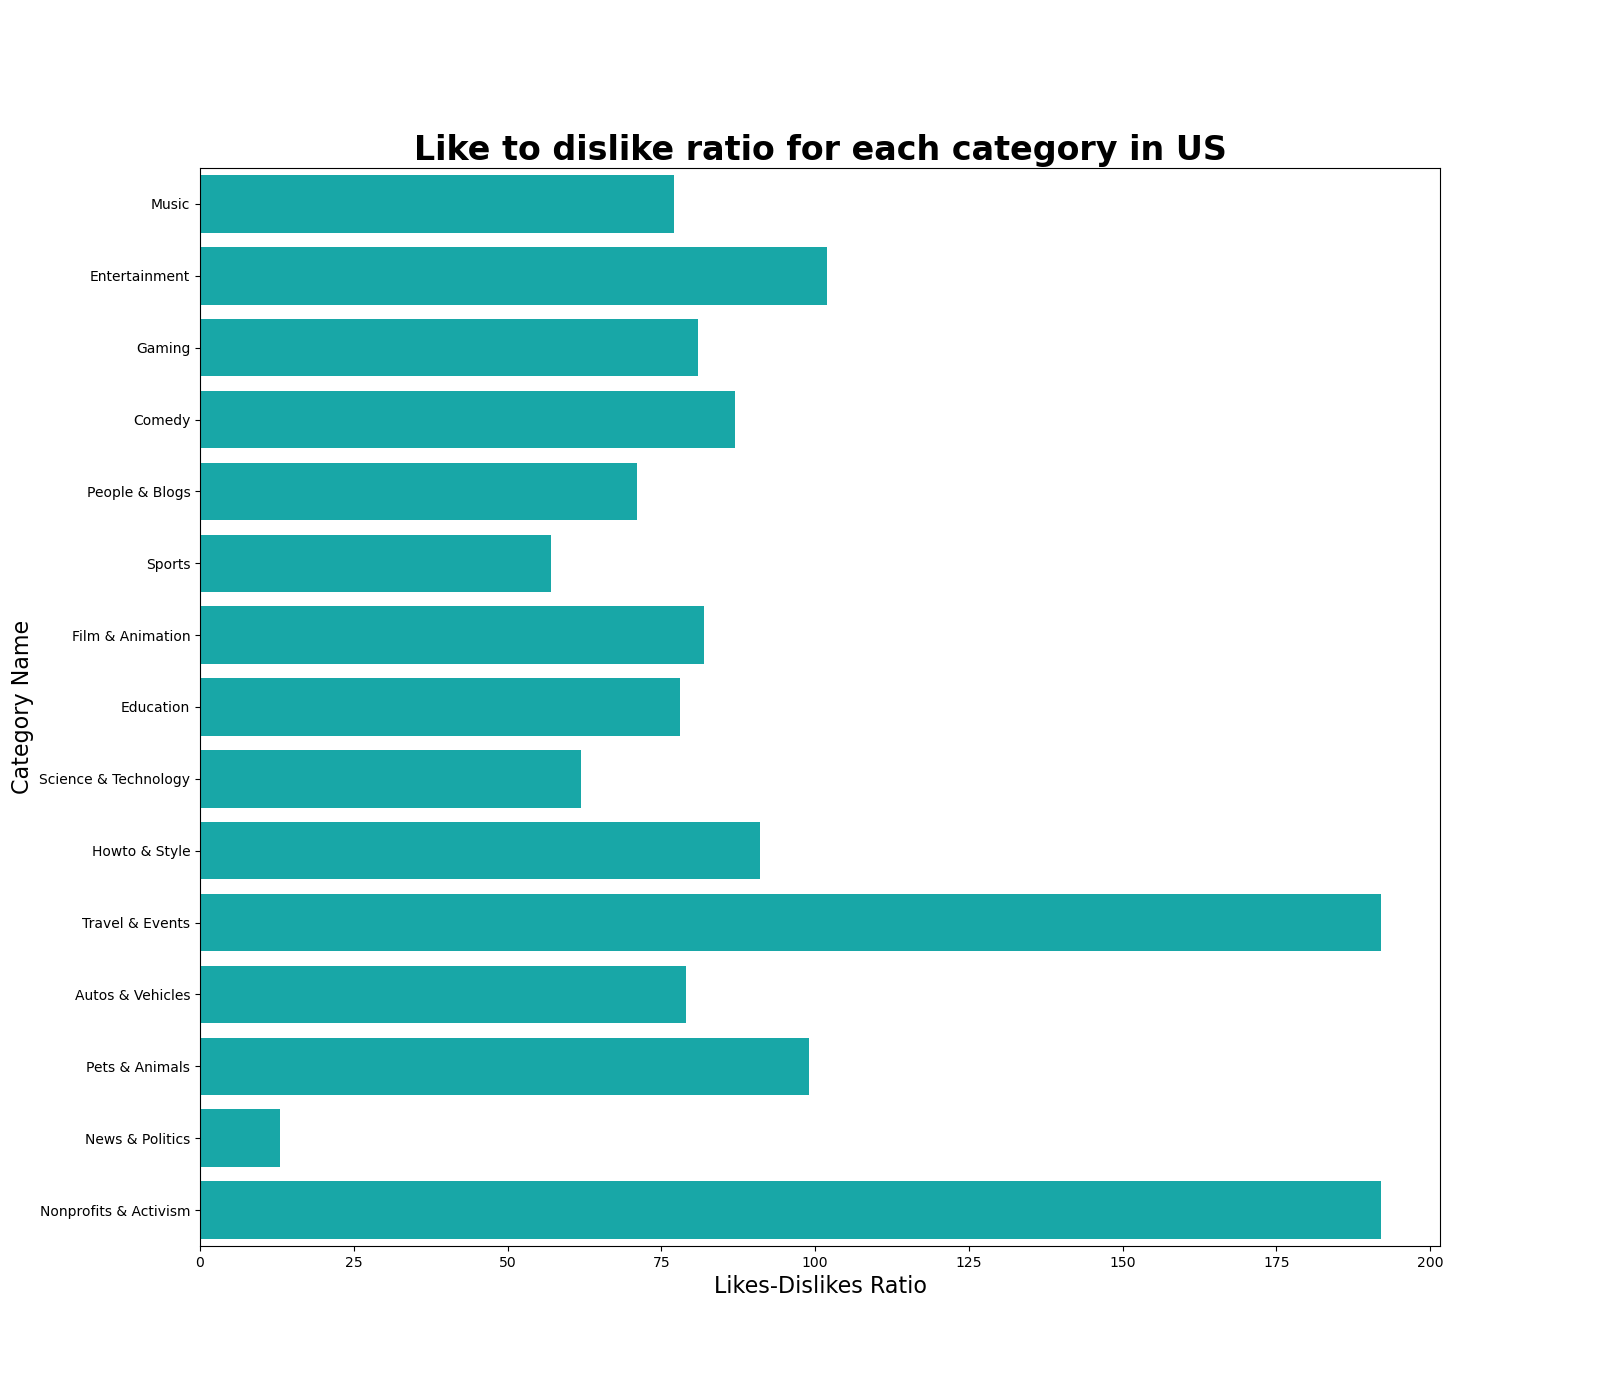 Like to dislike ratio for each category in US
Music
Entertainment
Gaming
Comedy
People & Blogs
Sports
Film & Animation
Education
Science & Technology
Howto & Style
Travel & Events
Autos & Vehicles
Pets & Animals
News & Politics
Nonprofits & Activism
Category Name
0 25 50 75 100 125 150 175 200
Likes-Dislikes Ratio